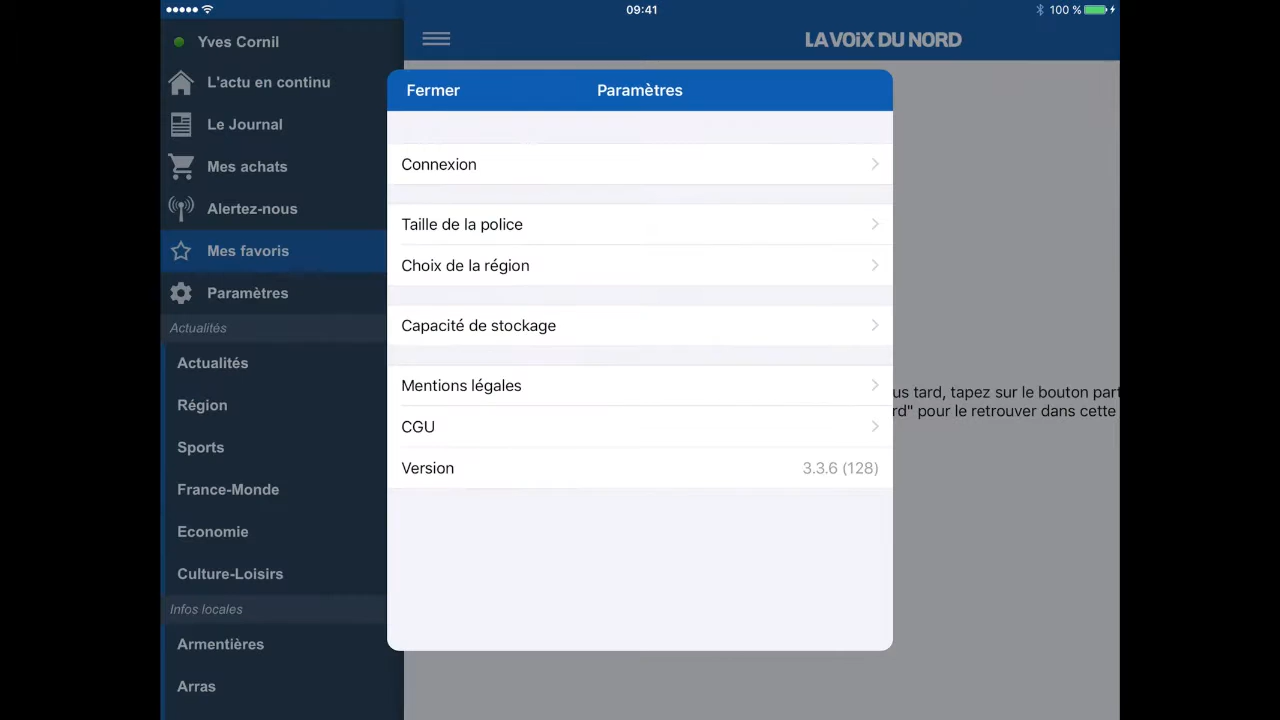 09:41
100 %
Yves Cornil
L'actu en continu
Le Journal
Mes achats
Alertez-nous
Mes favoris
Paramètres
Actualités
Actualités
Région
Sports
France-Monde
Economie
Culture-Loisirs
Infos locales
Armentières
Arras
LA VOiX DU NORD
Fermer
Paramètres
Connexion
Taille de la police
Choix de la région
Capacité de stockage
Mentions légales
CGU
Version
3.3.6 (128)
us tard, tapez sur le bouton part
rd" pour le retrouver dans cette